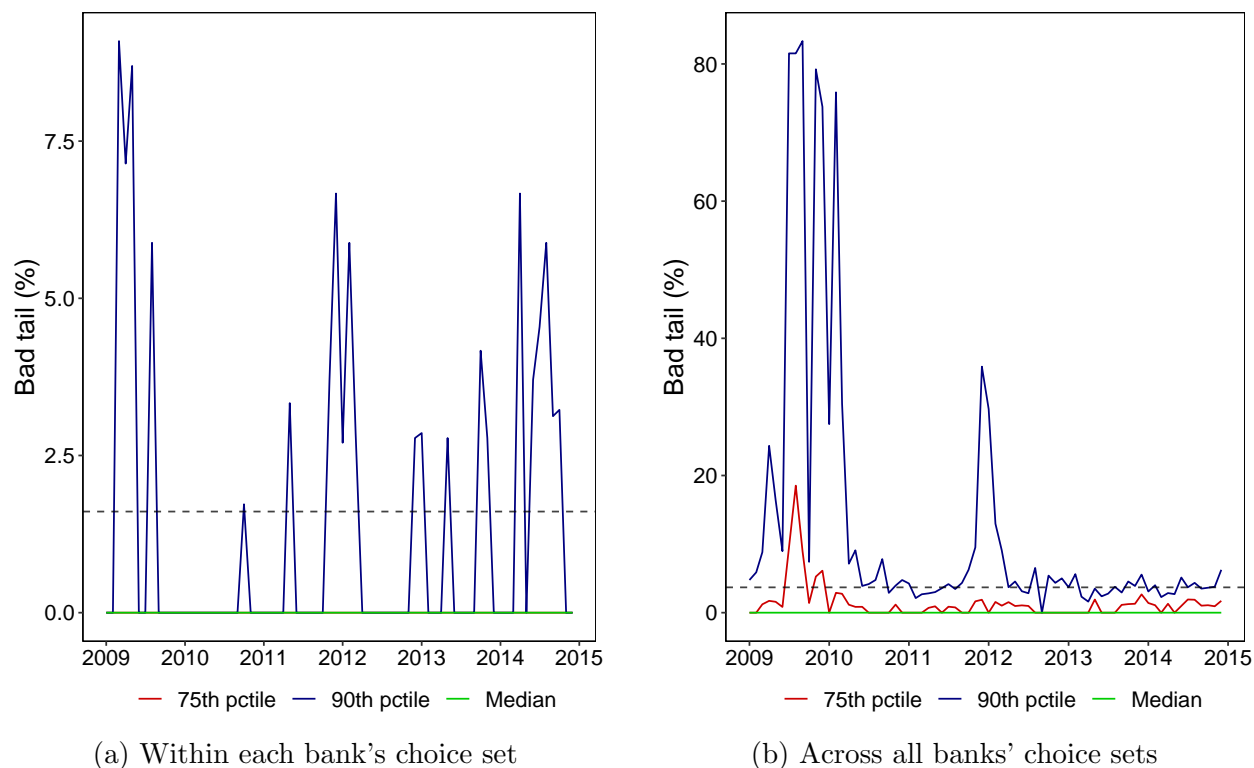 Bad tail (%)
7.5
5.0
2.5
0.0
2009 2010 2011 2012 2013 2014 2015
75th pctile 90th pctile Median
(a) Within each bank's choice set
Bad tail (%)
80
60
40
20
0
2009 2010 2011 2012 2013 2014 2015
75th pctile 90th pctile Median
(b) Across all banks' choice sets